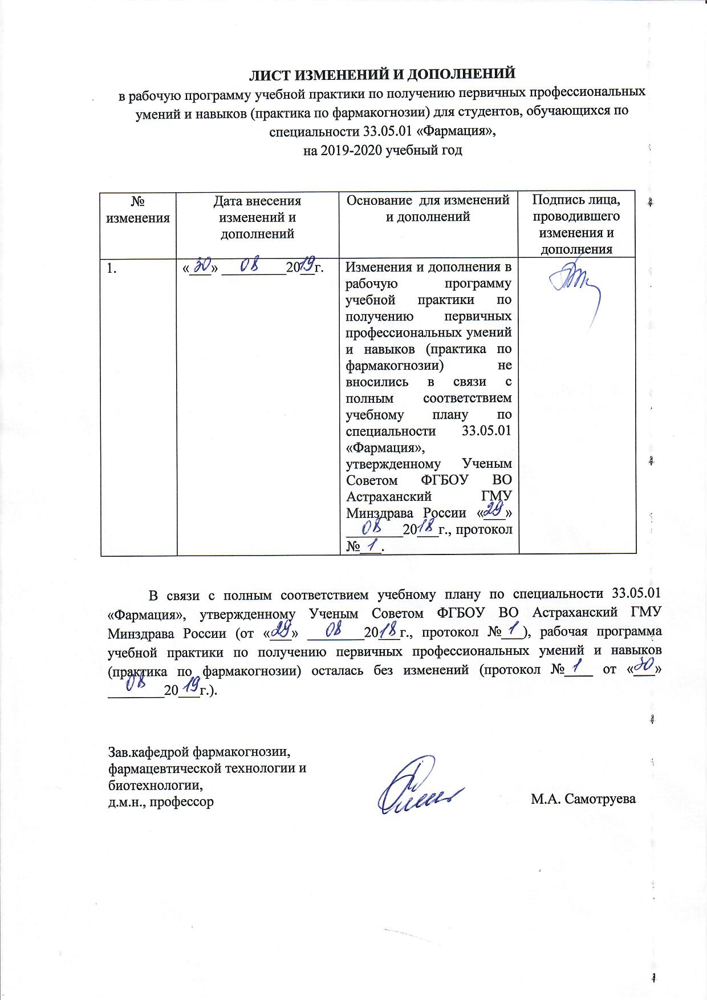 ЛИСТ ИЗМЕНЕНИЙ И ДОПОЛНЕНИЙ
в рабочую программу учебной практики по получению первичных профессиональных
умений и навыков (практика по фармакогнозии) для студентов, обучающихся по
специальности 33.05.01 «Фармация»,
на 2019-2020 учебный год
№
изменения
Дата внесения
изменений и
дополнений
Основание для изменений
и дополнений
Подпись лица,
проводившего
изменения и
дополнения
1.
«30» 08 2019г.
Изменения и дополнения в
рабочую программу
учебной практики по
получению первичных
профессиональных умений
и навыков (практика по
фармакогнозии) не
вносились в связи с
полным соответствием
учебному плану по
специальности 33.05.01
«Фармация»,
утвержденному Ученым
Советом ФГБОУ ВО
Астраханский ГМУ
Минздрава России «29»
08 2018г., протокол
№ 1.
В связи с полным соответствием учебному плану по специальности 33.05.01
«Фармация», утвержденному Ученым Советом ФГБОУ ВО Астраханский ГМУ
Минздрава России (от «29» 08 2018г., протокол № 1), рабочая программа
учебной практики по получению первичных профессиональных умений и навыков
(практика по фармакогнозии) осталась без изменений (протокол № 1 от «30»
08 2019г.).
Зав.кафедрой фармакогнозии,
фармацевтической технологии и
биотехнологии,
д.м.н., профессор
М.А. Самотруева